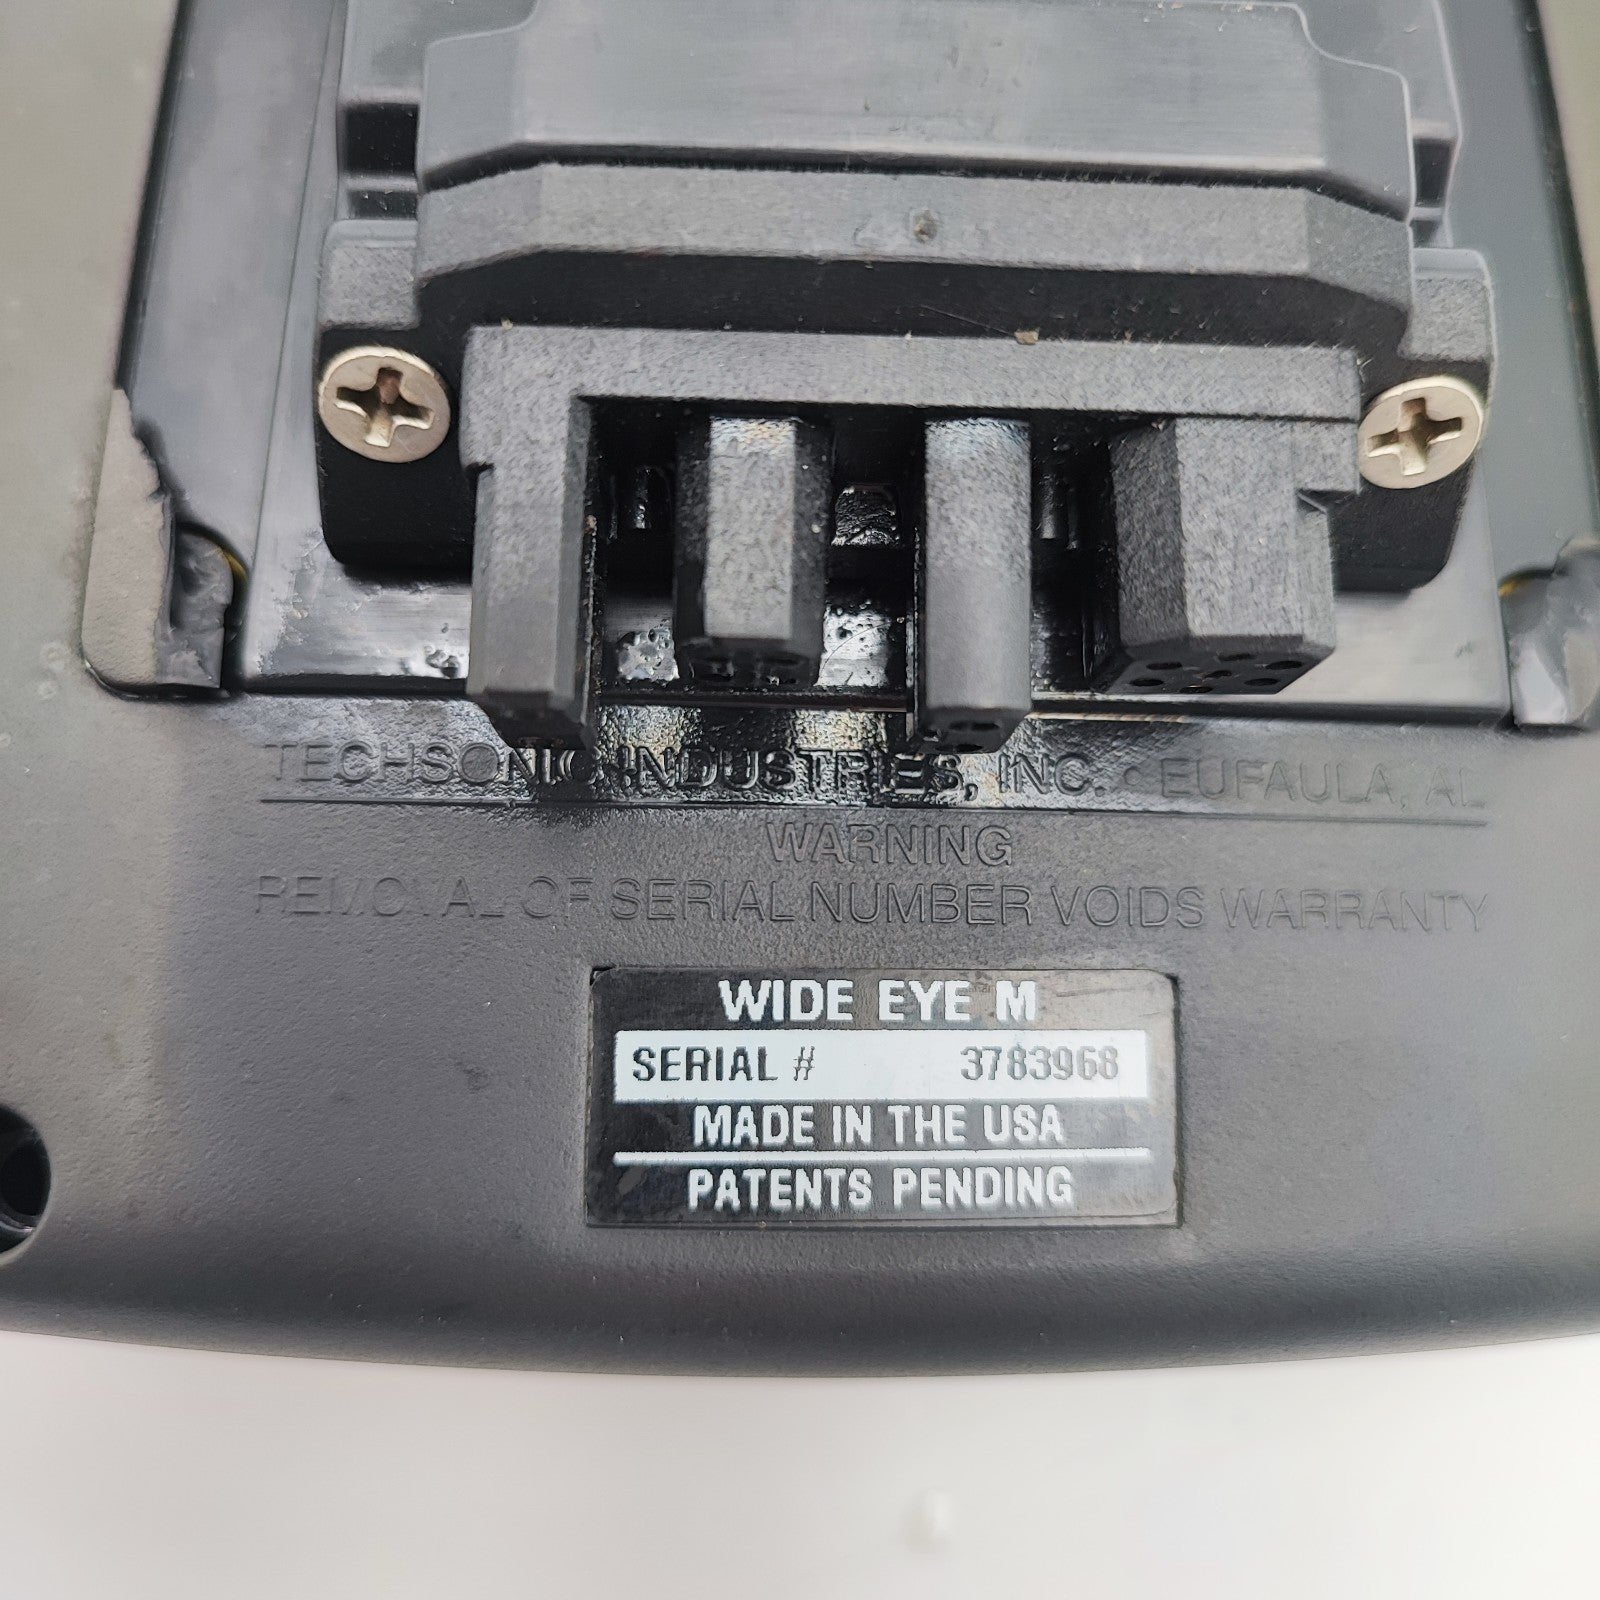 TECHSONIC INDUSTRIES, INC. • EUFAULA, AL
WARNING
REMOVAL OF SERIAL NUMBER VOIDS WARRANTY
WIDE EYE M
SERIAL # 3783968
MADE IN THE USA
PATENTS PENDING